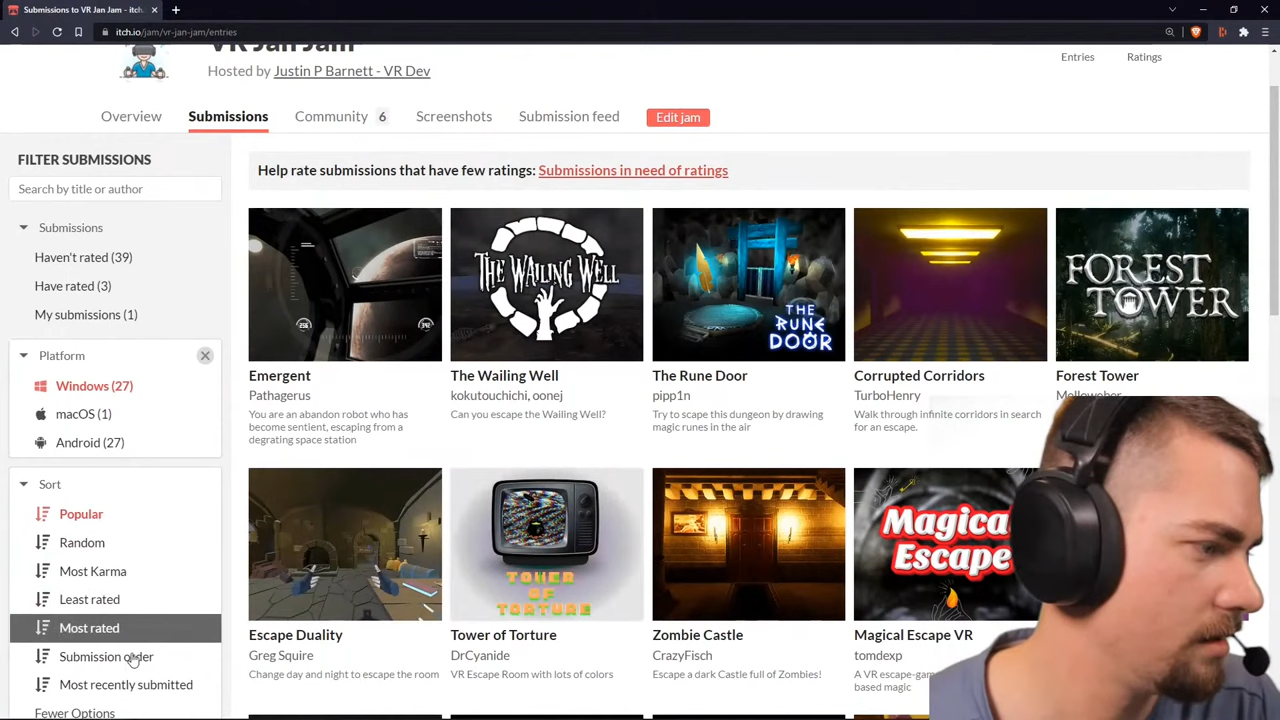 Submissions to VR Jan Jam - itch.
itch.io/jam/vr-jan-jam/entries
VR Jan Jam
Hosted by Justin P Barnett - VR Dev
Entries
Ratings
Overview
Submissions
Community 6
Screenshots
Submission feed
Edit jam
FILTER SUBMISSIONS
Search by title or author
Submissions
Haven't rated (39)
Have rated (3)
My submissions (1)
Platform
Windows (27)
macOS (1)
Android (27)
Sort
Popular
Random
Most Karma
Least rated
Most rated
Submission order
Most recently submitted
Fewer Options
Help rate submissions that have few ratings: Submissions in need of ratings
Emergent
Pathagerus
You are an abandon robot who has
become sentient, escaping from a
degrating space station
THE WAILING WELL
The Wailing Well
kokutouchichi, oonej
Can you escape the Wailing Well?
THE
RUNE
DOOR
The Rune Door
pipp1n
Try to scape this dungeon by drawing
magic runes in the air
Corrupted Corridors
TurboHenry
Walk through infinite corridors in search
for an escape.
FOREST
TOWER
Forest Tower
Melloweber
Escape Duality
Greg Squire
Change day and night to escape the room
TOWER
OF
TORTURE
Tower of Torture
DrCyanide
VR Escape Room with lots of colors
Zombie Castle
CrazyFisch
Escape a dark Castle full of Zombies!
Magical
Escape
Magical Escape VR
tomdexp
A VR escape-gam
based magic